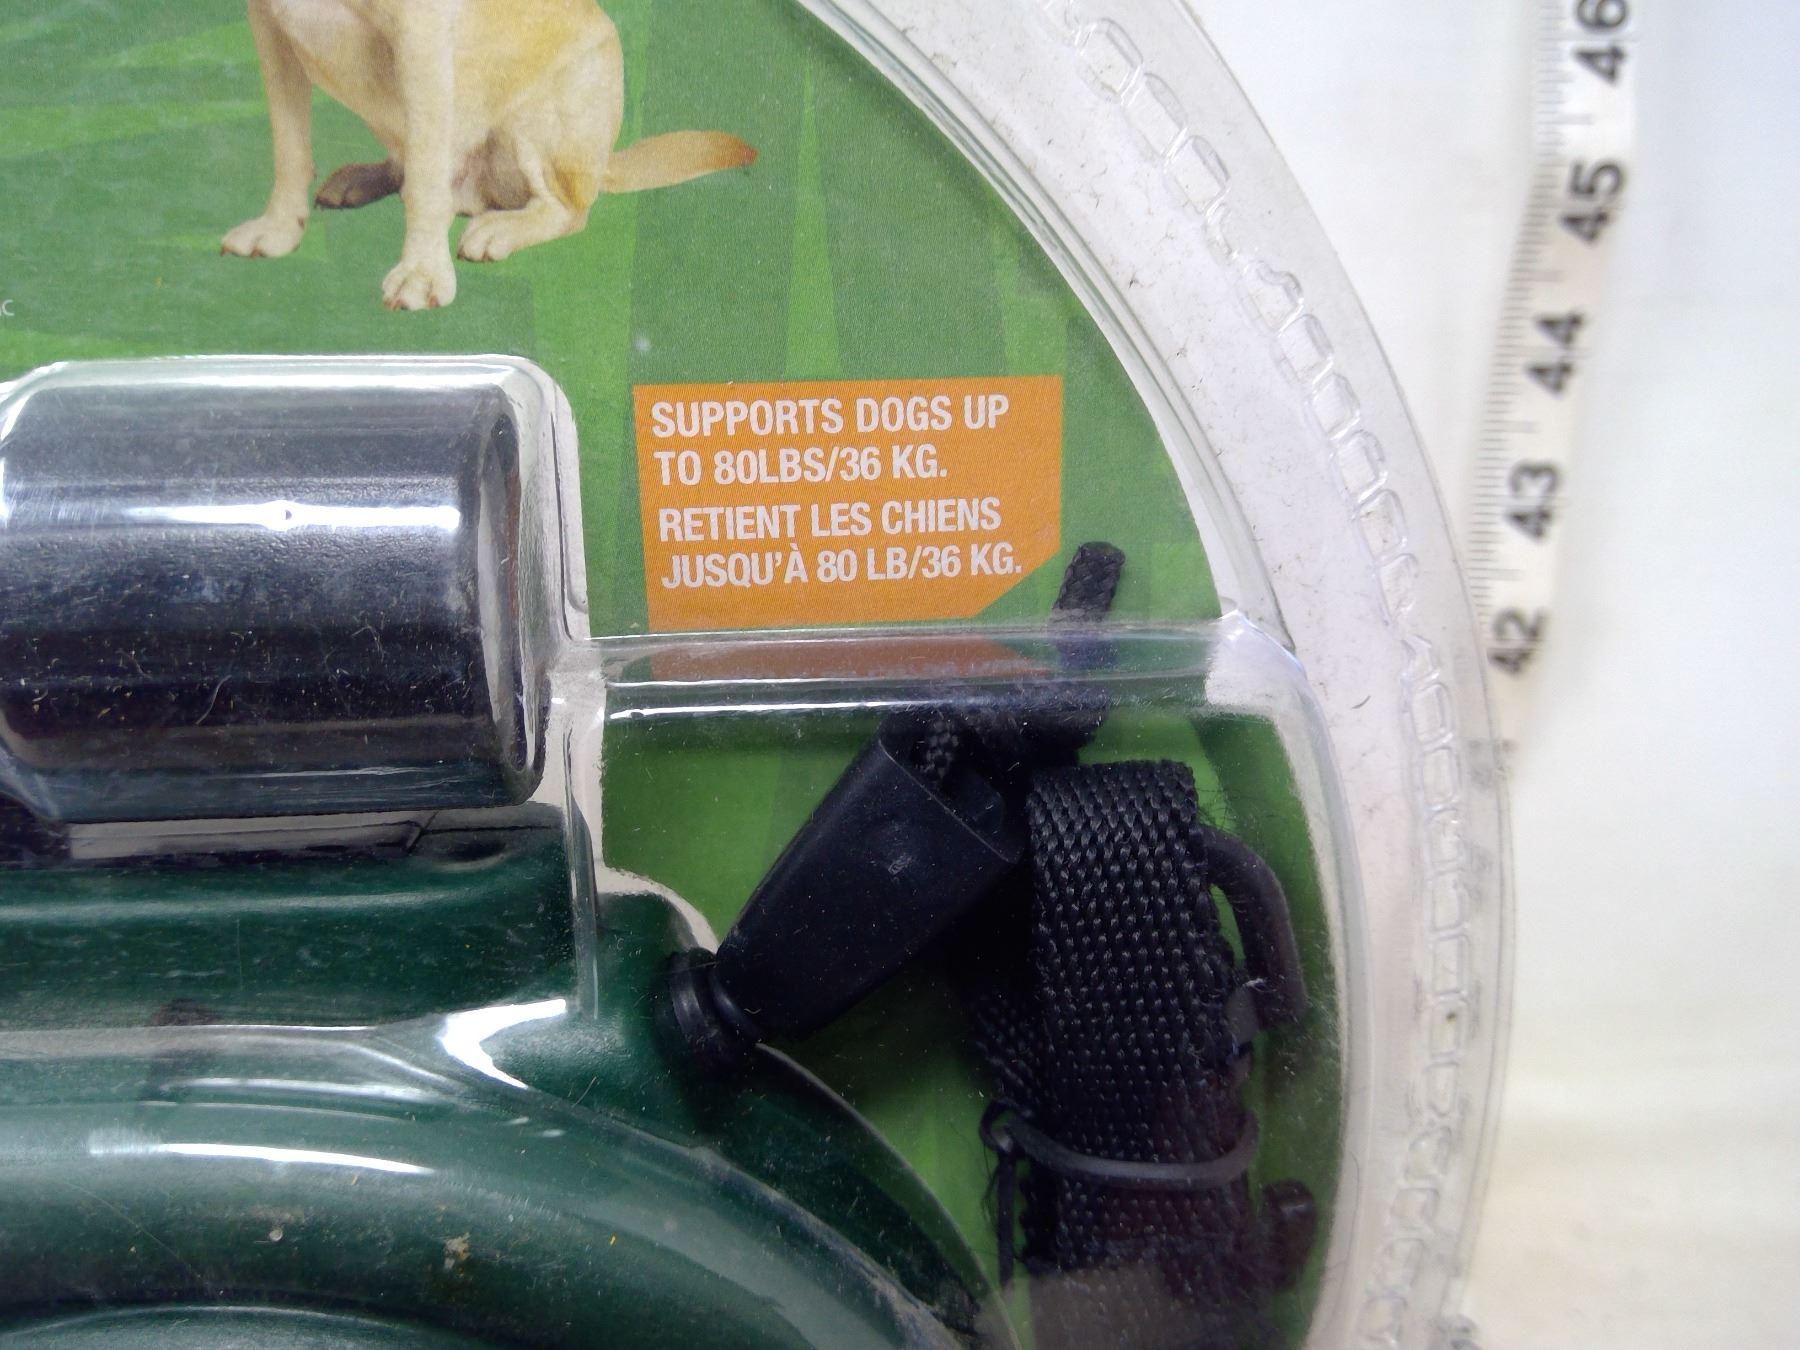 SUPPORTS DOGS UP
TO 80LBS/36 KG.
RETIENT LES CHIENS
JUSQU'À 80 LB/36 KG.
46
45
44
43
42